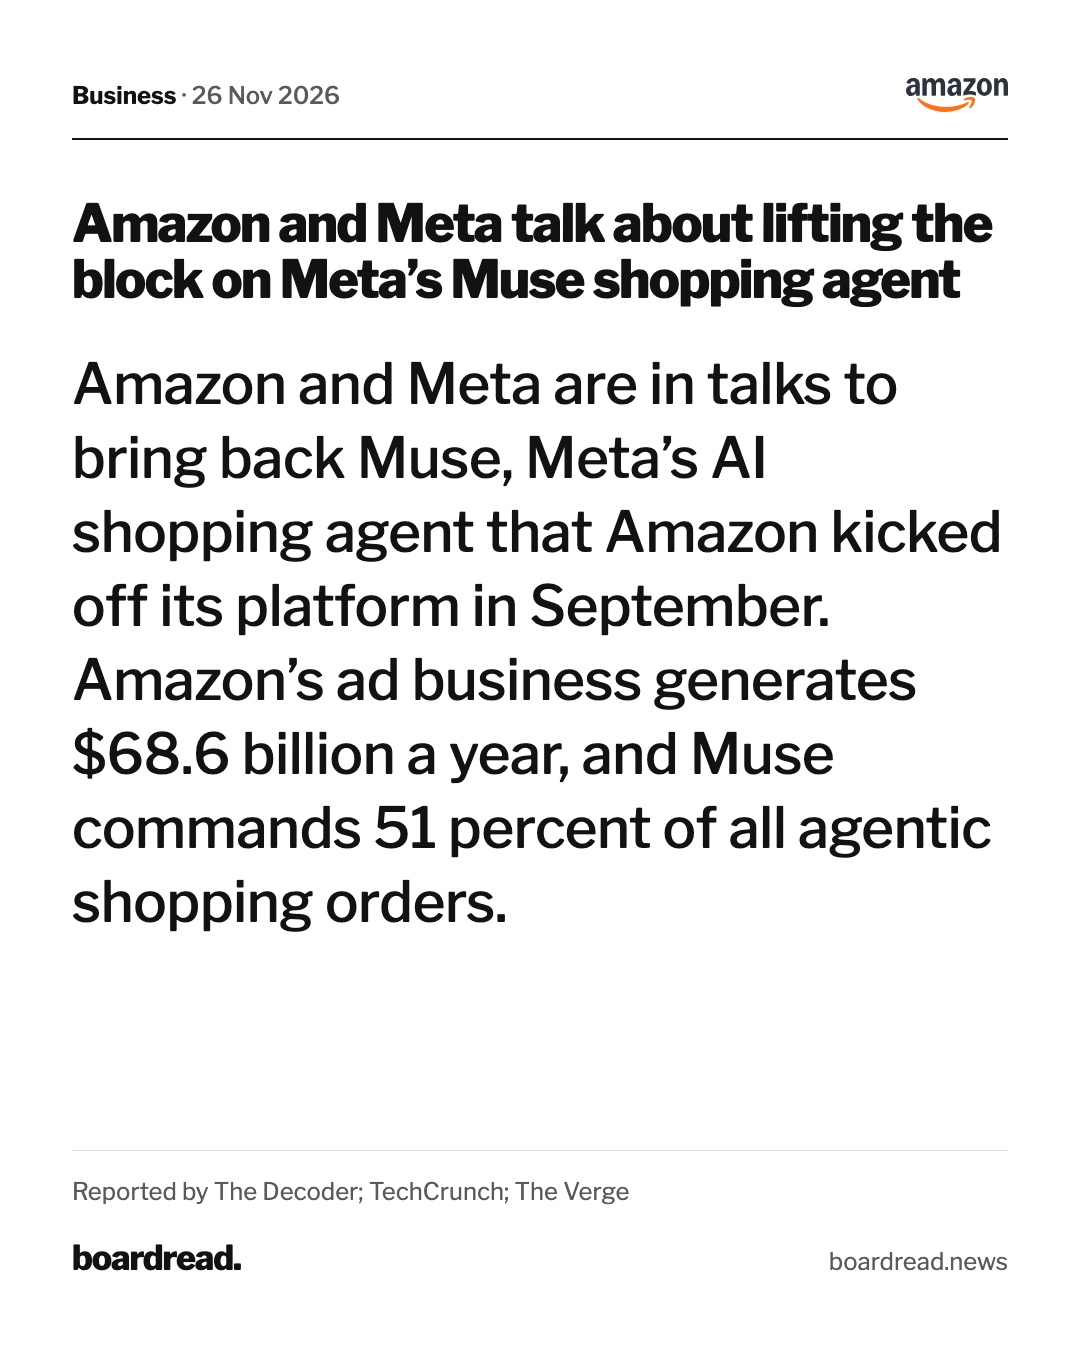 Business · 26 Nov 2026
amazon
Amazon and Meta talk about lifting the
block on Meta’s Muse shopping agent
Amazon and Meta are in talks to
bring back Muse, Meta’s AI
shopping agent that Amazon kicked
off its platform in September.
Amazon’s ad business generates
$68.6 billion a year, and Muse
commands 51 percent of all agentic
shopping orders.
Reported by The Decoder; TechCrunch; The Verge
boardread.
boardread.news